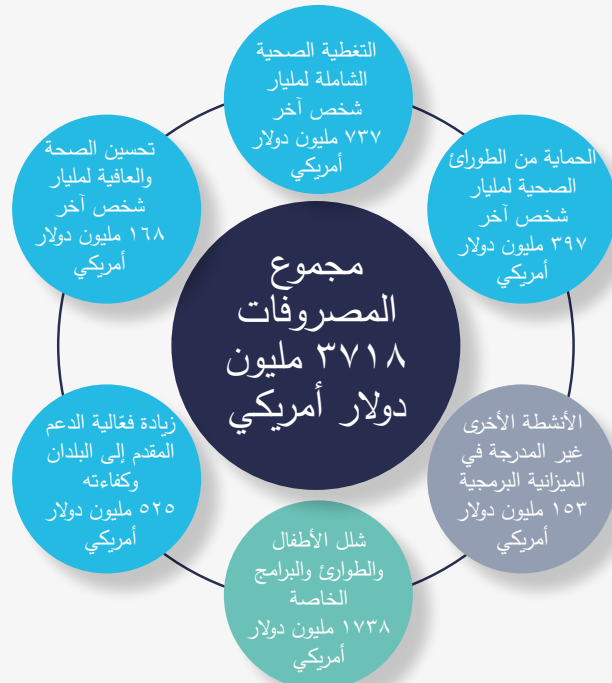 التغطية الصحية
الشاملة لمليار
شخص آخر
٧٣٧ مليون دولار
أمريكي
الحماية من الطورائ
الصحية لمليار
شخص آخر
٣٩٧ مليون دولار
أمريكي
تحسين الصحة
والعافية لمليار
شخص آخر
١٦٨ مليون دولار
أمريكي
مجموع
المصروفات
٣٧١٨ مليون
دولار أمريكي
الأنشطة الأخرى
غير المدرجة في
الميزانية البرمجية
١٥٣ مليون دولار
أمريكي
زيادة فعّالية الدعم
المقدم إلى البلدان
وكفاءته
٥٢٥ مليون دولار
أمريكي
شلل الأطفال
والطوارئ والبرامج
الخاصة
١٧٣٨ مليون دولار
أمريكي